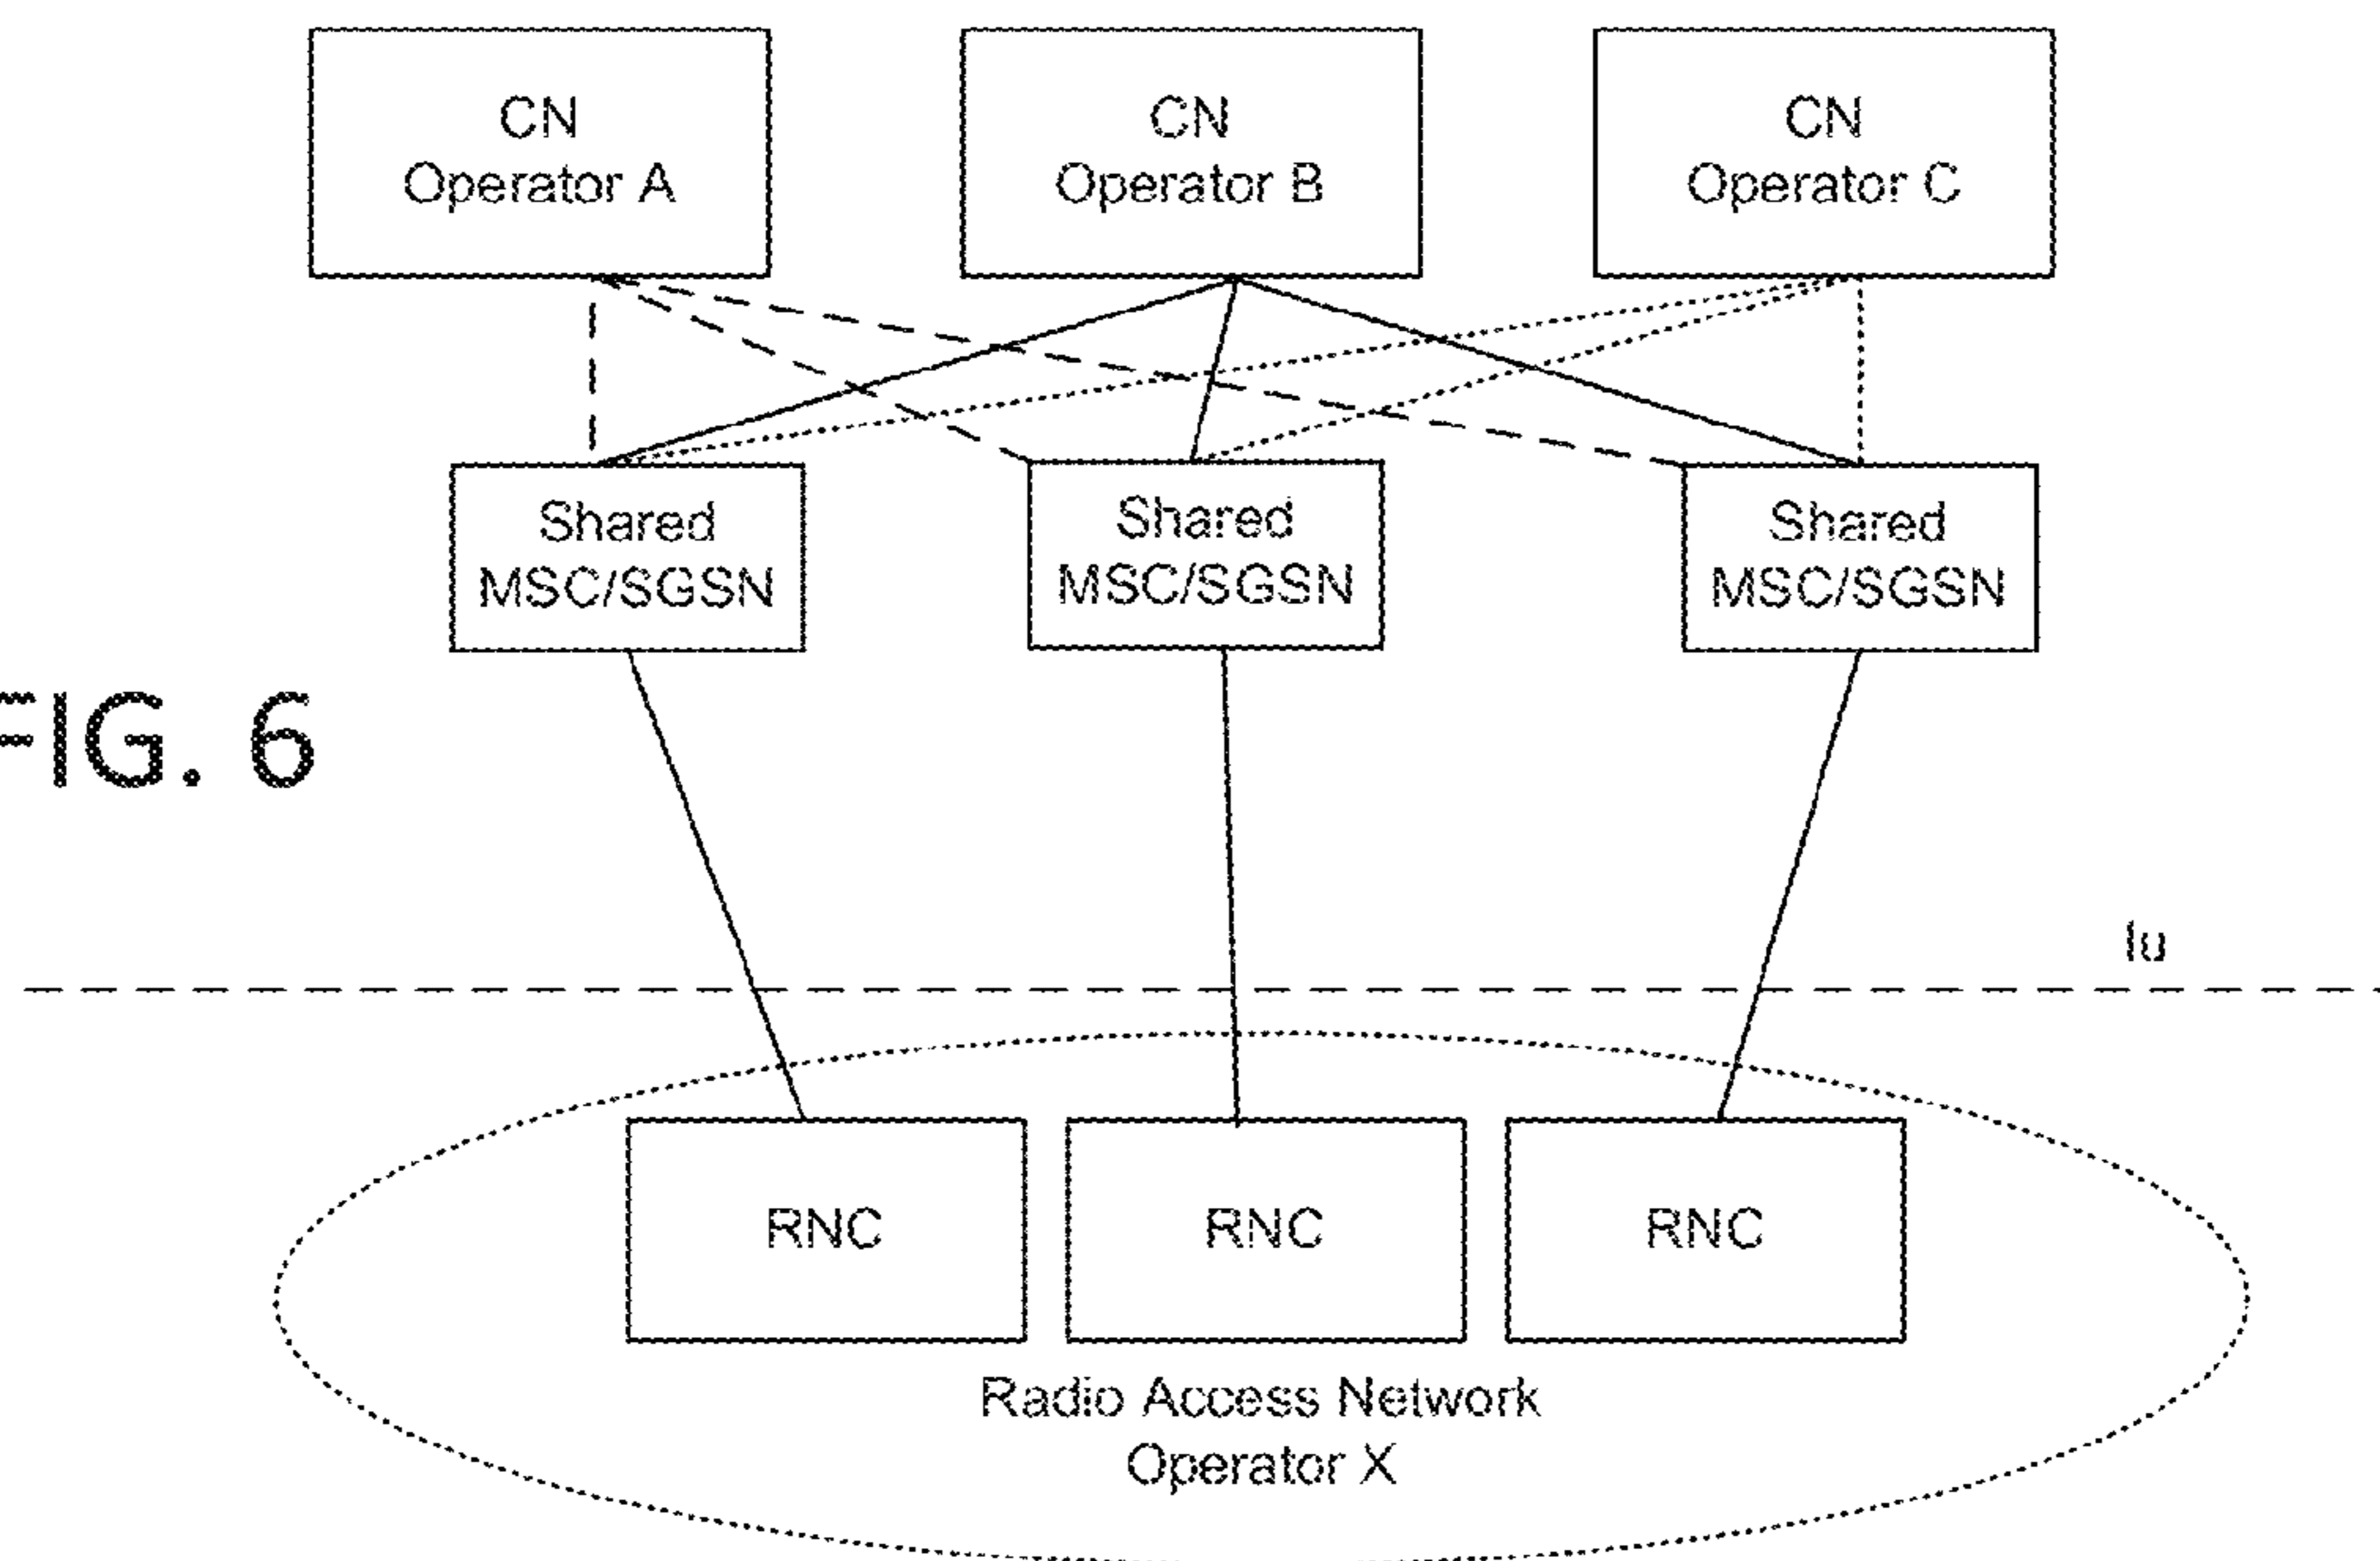 CN
Operator A
CN
Operator B
CN
Operator C
Shared
MSC/SGSN
Shared
MSC/SGSN
Shared
MSC/SGSN
FIG. 6
Iu
RNC
RNC
RNC
Radio Access Network
Operator X